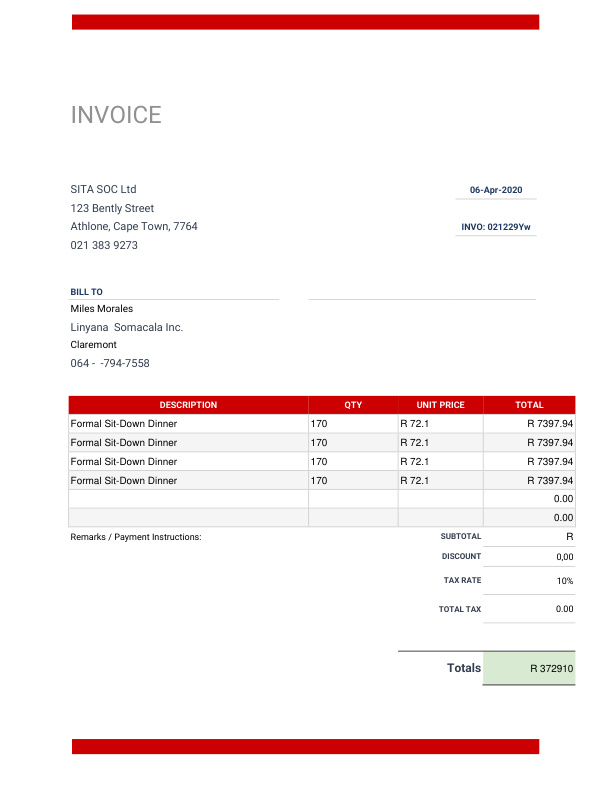 INVOICE
SITA SOC Ltd
06-Apr-2020
123 Bently Street
Athlone, Cape Town, 7764
INVO: 021229Yw
021 383 9273
BILL TO
Miles Morales
Linyana  Somacala Inc.
Claremont
064 -  -794-7558
DESCRIPTION QTY UNIT PRICE TOTAL
Formal Sit-Down Dinner 170 R 72.1 R 7397.94
Formal Sit-Down Dinner 170 R 72.1 R 7397.94
Formal Sit-Down Dinner 170 R 72.1 R 7397.94
Formal Sit-Down Dinner 170 R 72.1 R 7397.94
0.00
0.00
Remarks / Payment Instructions: SUBTOTAL R
DISCOUNT 0,00
TAX RATE 10%
TOTAL TAX 0.00
Totals R 372910